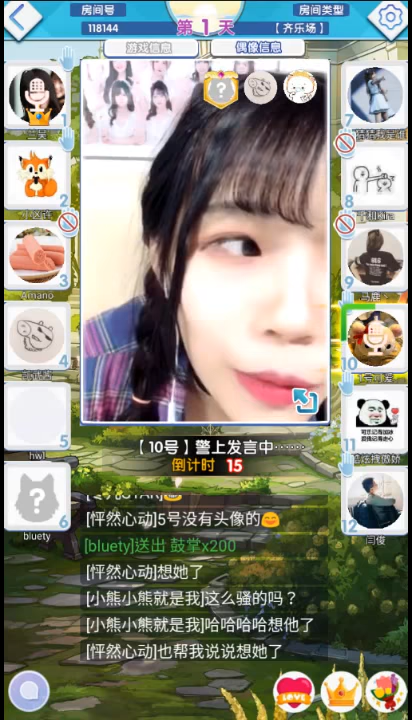 房间号
房间类型
118144
第1天
【齐乐场】
游戏信息
偶像信息
1
2
3
Amano
4
5
hwl
?
6
bluety
7
8
9
10
11
12
闫俊
?
【10号】警上发言中······
倒计时 15
[怦然心动]5号没有头像的
[bluety]送出 鼓掌x200
[怦然心动]想她了
[小熊小熊就是我]这么骚的吗？
[小熊小熊就是我]哈哈哈哈想他了
[怦然心动]也帮我说说想她了
LOVE